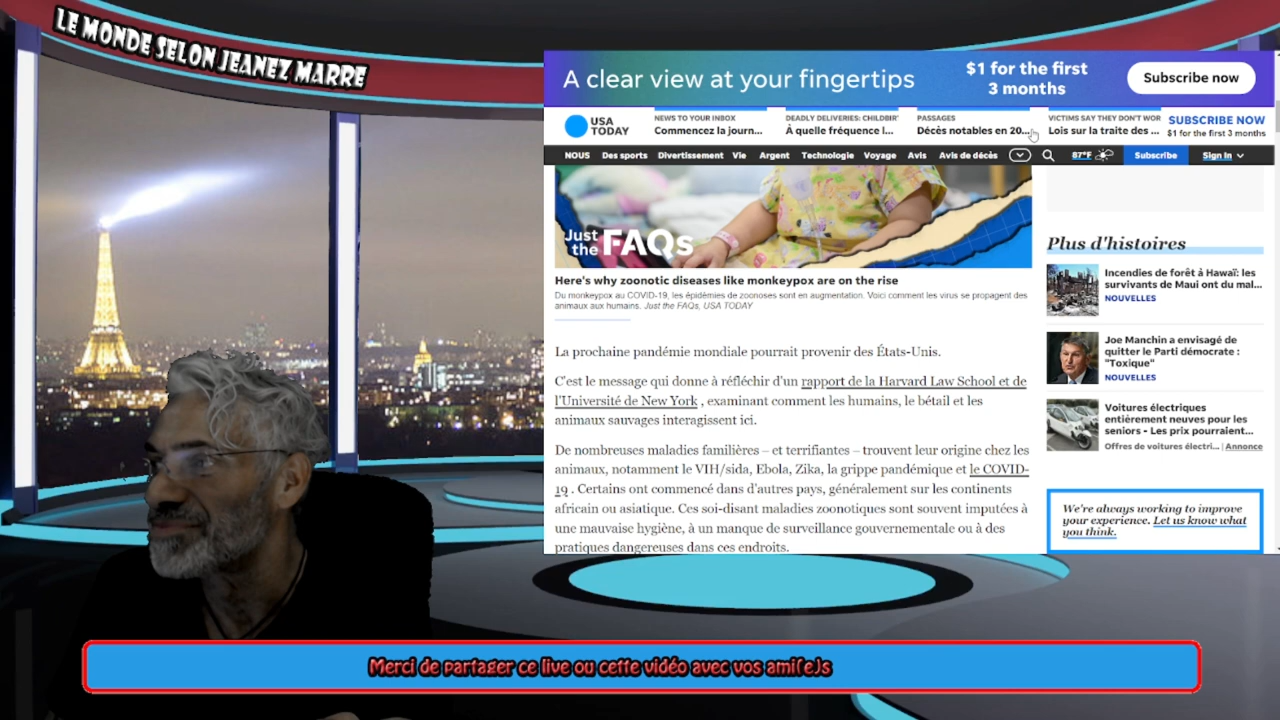 LE MONDE SELON JEANEZ MARRE
A clear view at your fingertips
$1 for the first
3 months
Subscribe now
USA
TODAY
NEWS TO YOUR INBOX
Commencez la journ...
DEADLY DELIVERIES: CHILDBIR
À quelle fréquence l...
PASSAGES
Décès notables en 20...
VICTIMS SAY THEY DON'T WOR
Lois sur la traite des ...
SUBSCRIBE NOW
$1 for the first 3 months
NOUS Des sports Divertissement Vie Argent Technologie Voyage Avis Avis de décès 87°F Subscribe Sign In
Just
the FAQs
Here's why zoonotic diseases like monkeypox are on the rise
Du monkeypox au COVID-19, les épidémies de zoonoses sont en augmentation. Voici comment les virus se propagent des
animaux aux humains. Just the FAQs, USA TODAY
La prochaine pandémie mondiale pourrait provenir des États-Unis.
C'est le message qui donne à réfléchir d'un rapport de la Harvard Law School et de
l'Université de New York , examinant comment les humains, le bétail et les
animaux sauvages interagissent ici.
De nombreuses maladies familières – et terrifiantes – trouvent leur origine chez les
animaux, notamment le VIH/sida, Ebola, Zika, la grippe pandémique et le COVID-
19 . Certains ont commencé dans d'autres pays, généralement sur les continents
africain ou asiatique. Ces soi-disant maladies zoonotiques sont souvent imputées à
une mauvaise hygiène, à un manque de surveillance gouvernementale ou à des
pratiques dangereuses dans ces endroits.
Plus d'histoires
Incendies de forêt à Hawaï: les
survivants de Maui ont du mal...
NOUVELLES
Joe Manchin a envisagé de
quitter le Parti démocrate :
"Toxique"
NOUVELLES
Voitures électriques
entièrement neuves pour les
seniors - Les prix pourraient...
Offres de voitures électri... | Annonce
We're always working to improve
your experience. Let us know what
you think.
Merci de partager ce live ou cette vidéo avec vos ami(e)s